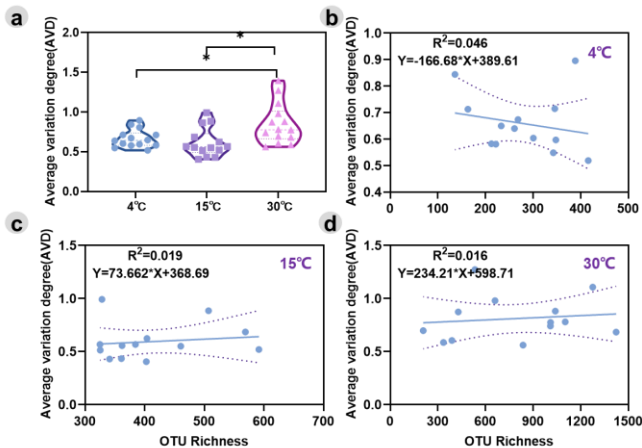 a
Average variation degree(AVD)
2.0
1.5
1.0
0.5
0.0
*
*
4℃
15℃
30℃
b
Average variation degree(AVD)
1.0
0.9
0.8
0.7
0.6
0.5
0.4
R²=0.046
Y=-166.68*X+389.61
4℃
0
100
200
300
400
500
c
Average variation degree(AVD)
1.5
1.0
0.5
0.0
R²=0.019
Y=73.662*X+368.69
15℃
300
400
500
600
700
OTU Richness
d
Average variation degree(AVD)
1.5
1.0
0.5
0.0
R²=0.016
Y=234.21*X+598.71
30℃
0
300
600
900
1200
1500
OTU Richness